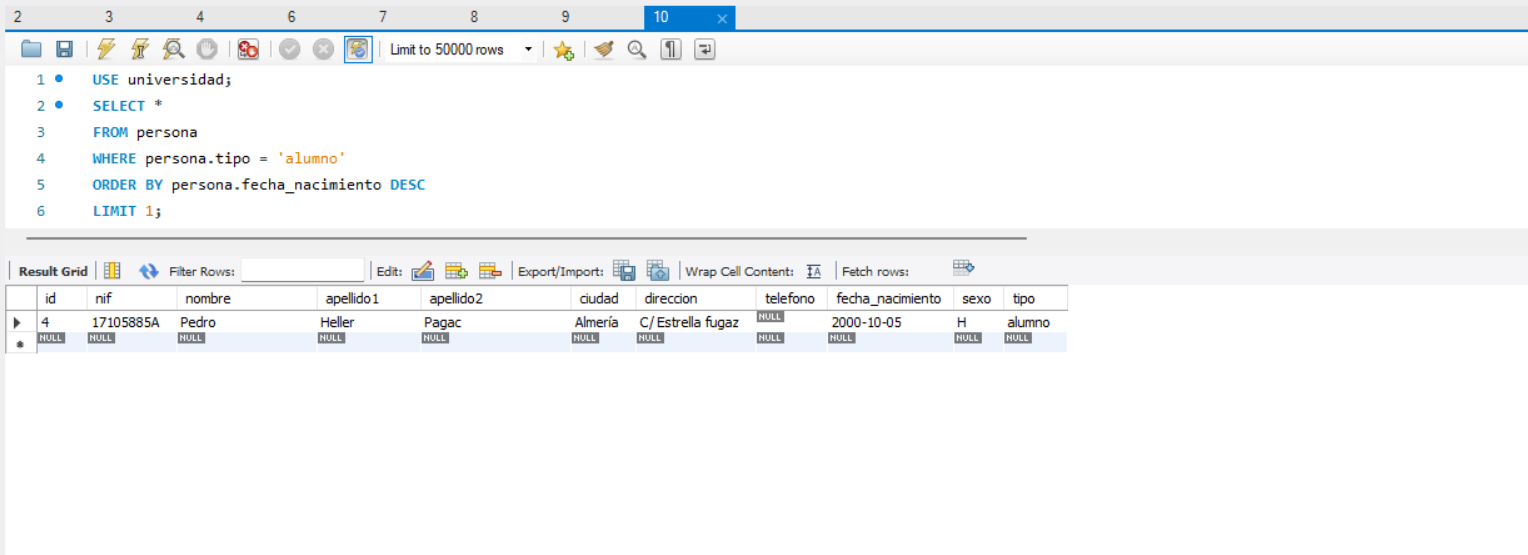 2 3 4 6 7 8 9 10 ×
Limit to 50000 rows
1 USE universidad;
2 SELECT *
3 FROM persona
4 WHERE persona.tipo = 'alumno'
5 ORDER BY persona.fecha_nacimiento DESC
6 LIMIT 1;
Result Grid Filter Rows: Edit: Export/Import: Wrap Cell Content: IA Fetch rows:
id nif nombre apellido1 apellido2 ciudad direccion telefono fecha_nacimiento sexo tipo
4 17105885A Pedro Heller Pagac Almería C/ Estrella fugaz NULL 2000-10-05 H alumno
NULL NULL NULL NULL NULL NULL NULL NULL NULL NULL NULL